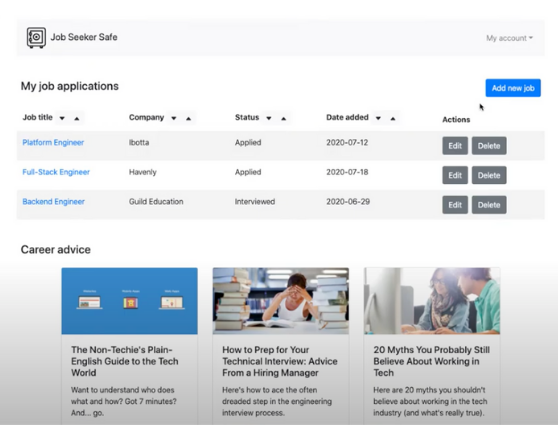 Job Seeker Safe
My account
My job applications
Add new job
Job title Company Status Date added Actions
Platform Engineer Ibotta Applied 2020-07-12 Edit Delete
Full-Stack Engineer Havenly Applied 2020-07-18 Edit Delete
Backend Engineer Guild Education Interviewed 2020-06-29 Edit Delete
Career advice
The Non-Techie's Plain-
English Guide to the Tech
World
Want to understand who does
what and how? Got 7 minutes?
And... go.
How to Prep for Your
Technical Interview: Advice
From a Hiring Manager
Here's how to ace the often
dreaded step in the engineering
interview process.
20 Myths You Probably Still
Believe About Working in
Tech
Here are 20 myths you shouldn't
believe about working in the tech
industry (and what's really true).